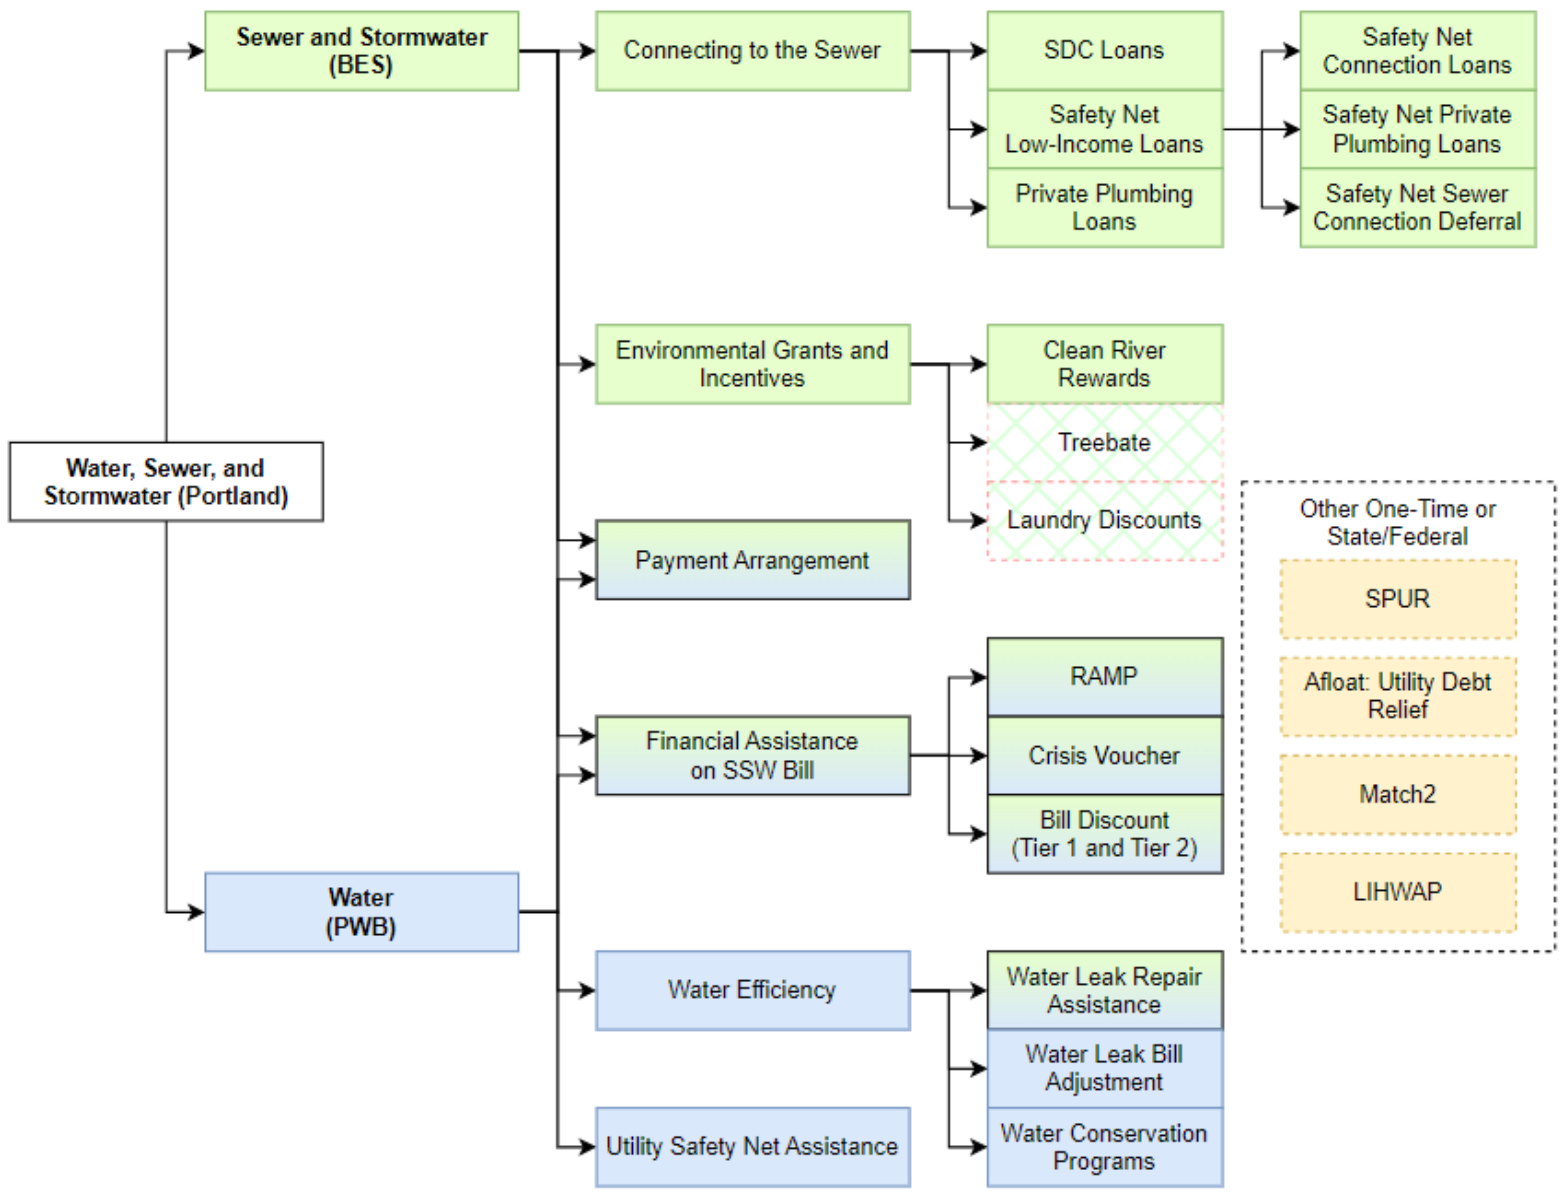 Sewer and Stormwater
(BES)
Connecting to the Sewer
SDC Loans
Safety Net
Low-Income Loans
Private Plumbing
Loans
Safety Net
Connection Loans
Safety Net Private
Plumbing Loans
Safety Net Sewer
Connection Deferral
Environmental Grants and
Incentives
Clean River
Rewards
Treebate
Laundry Discounts
Water, Sewer, and
Stormwater (Portland)
Payment Arrangement
Financial Assistance
on SSW Bill
RAMP
Crisis Voucher
Bill Discount
(Tier 1 and Tier 2)
Other One-Time or
State/Federal
SPUR
Afloat: Utility Debt
Relief
Match2
LIHWAP
Water
(PWB)
Water Efficiency
Water Leak Repair
Assistance
Water Leak Bill
Adjustment
Water Conservation
Programs
Utility Safety Net Assistance